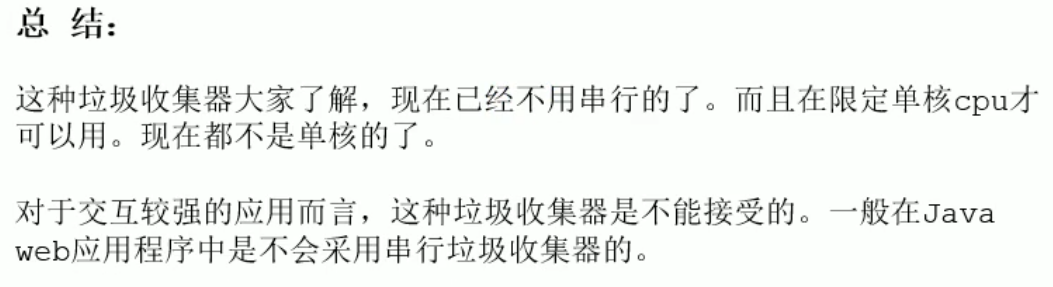 总 结：
这种垃圾收集器大家了解，现在已经不用串行的了。而且在限定单核cpu才
可以用。现在都不是单核的了。
对于交互较强的应用而言，这种垃圾收集器是不能接受的。一般在Java
web应用程序中是不会采用串行垃圾收集器的。